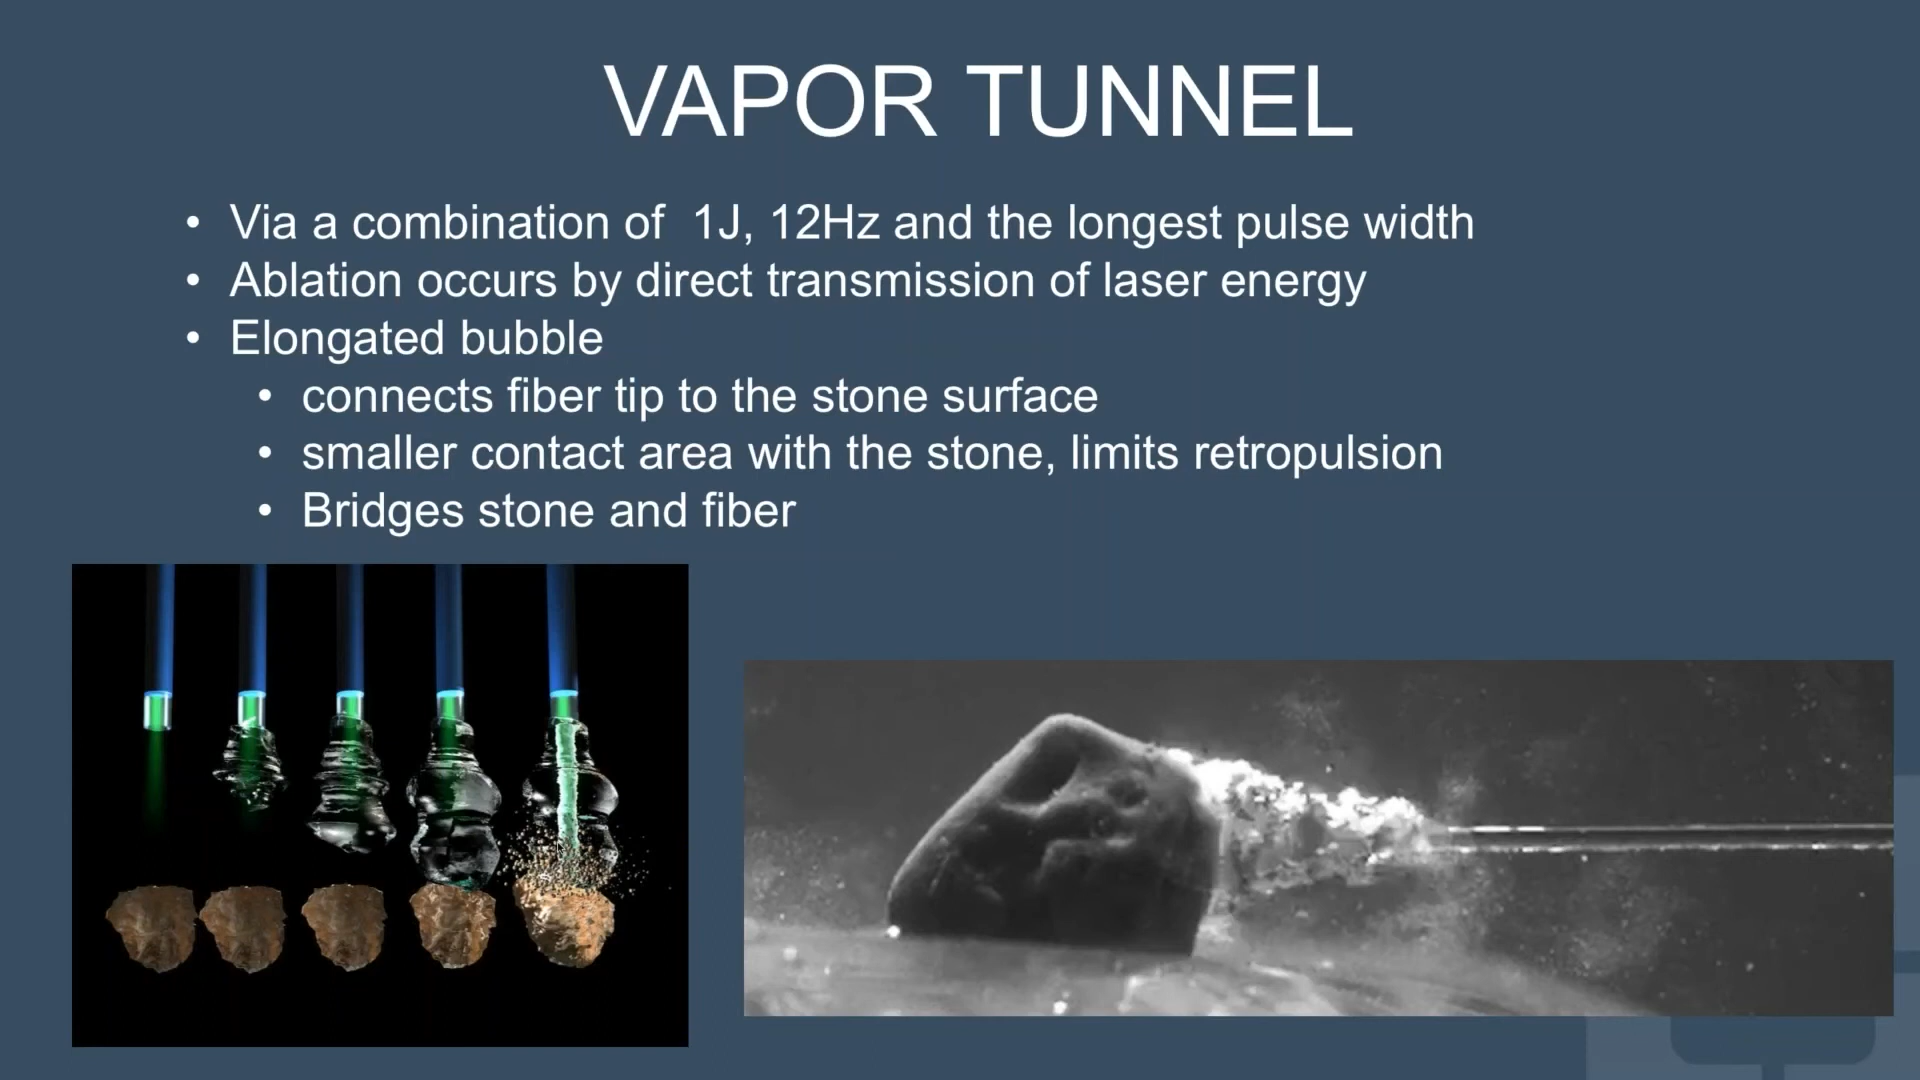 VAPOR TUNNEL
• Via a combination of  1J, 12Hz and the longest pulse width
• Ablation occurs by direct transmission of laser energy
• Elongated bubble
• connects fiber tip to the stone surface
• smaller contact area with the stone, limits retropulsion
• Bridges stone and fiber